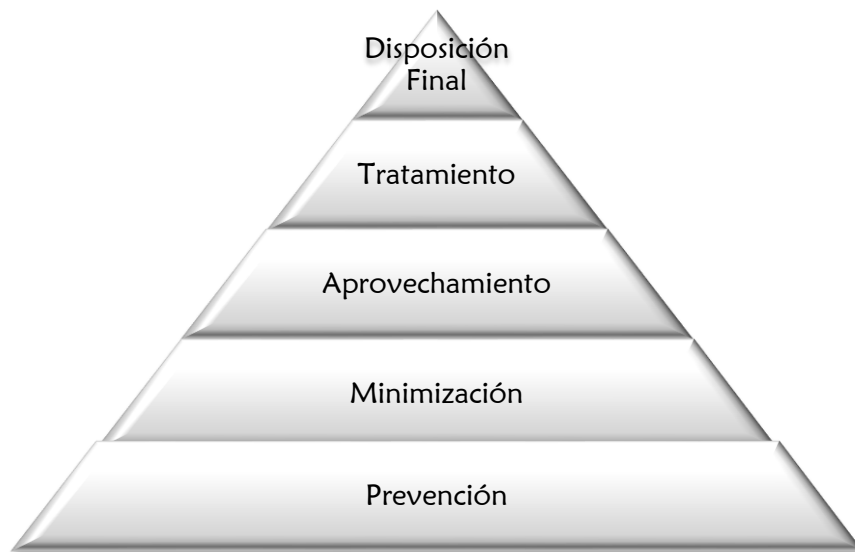 Disposición
Final
Tratamiento
Aprovechamiento
Minimización
Prevención